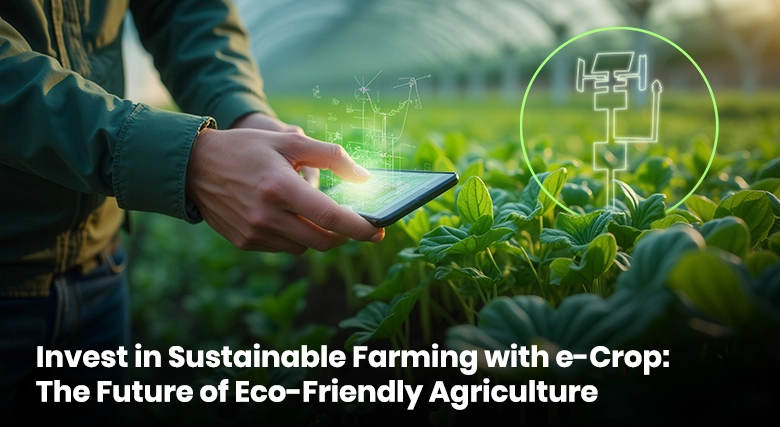 Invest in Sustainable Farming with e-Crop:
The Future of Eco-Friendly Agriculture